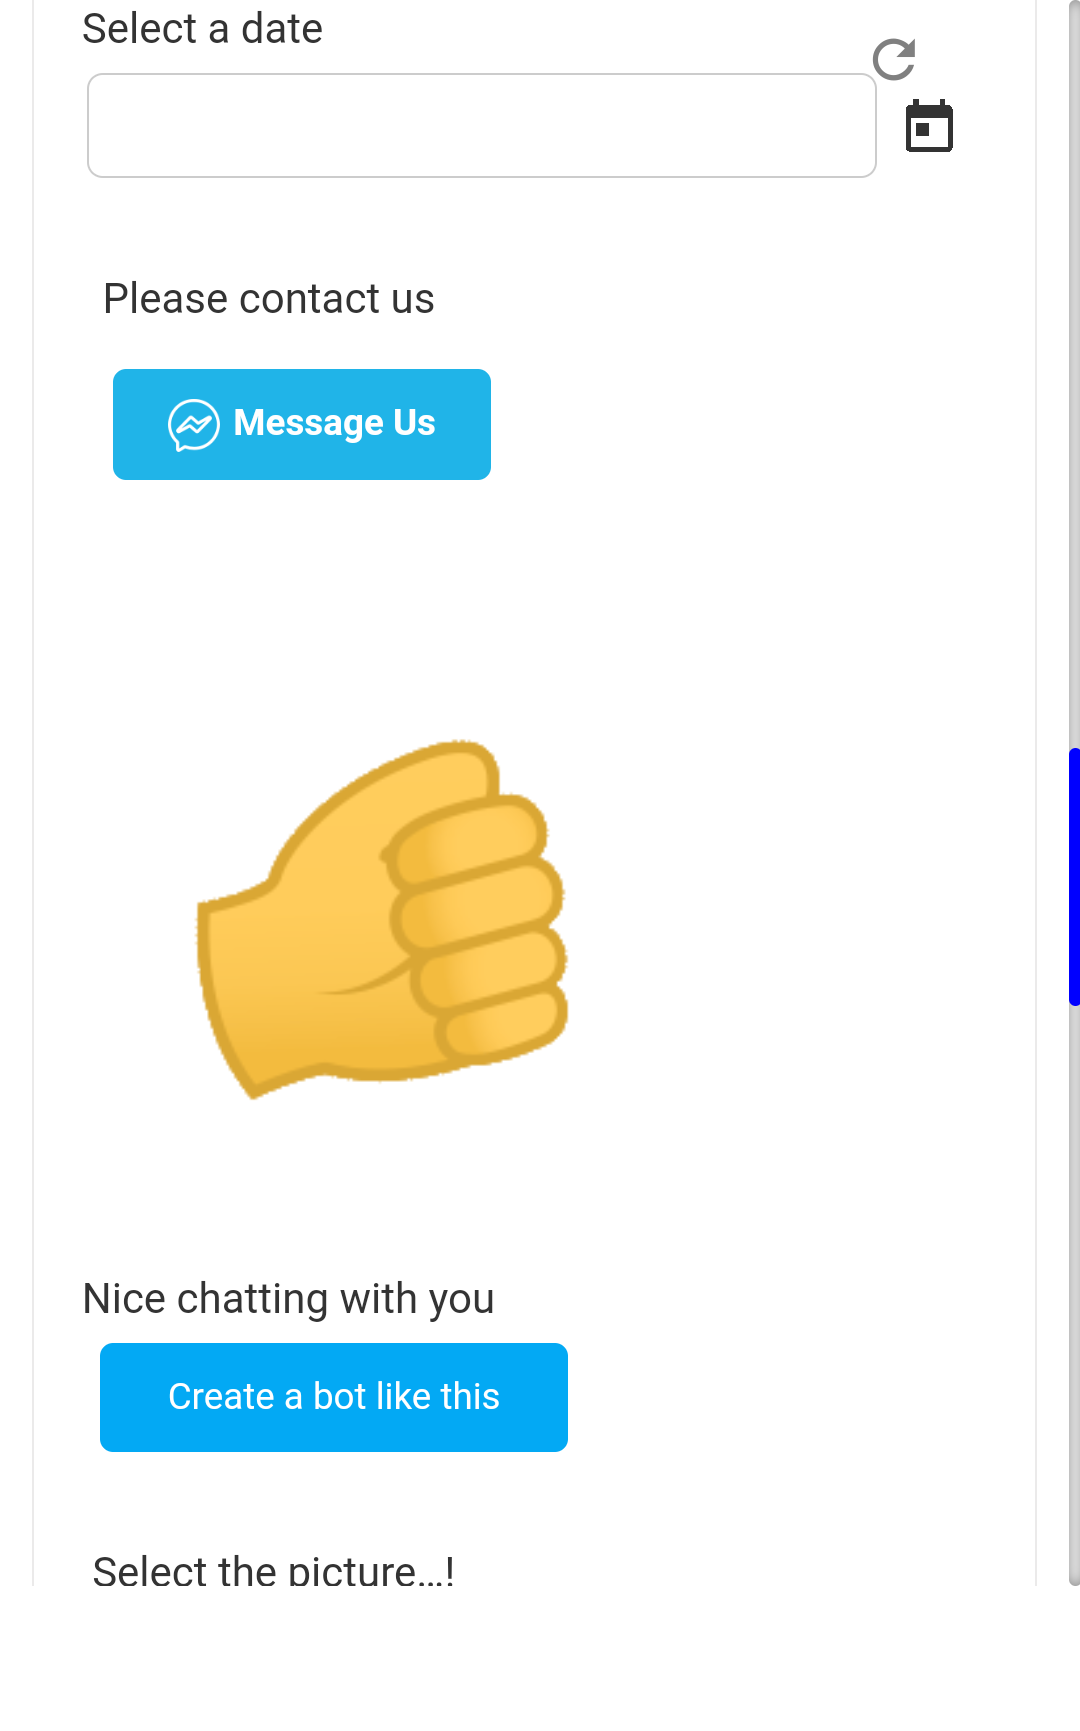 Select a date
Please contact us
Message Us
Nice chatting with you
Create a bot like this
Select the picture...!